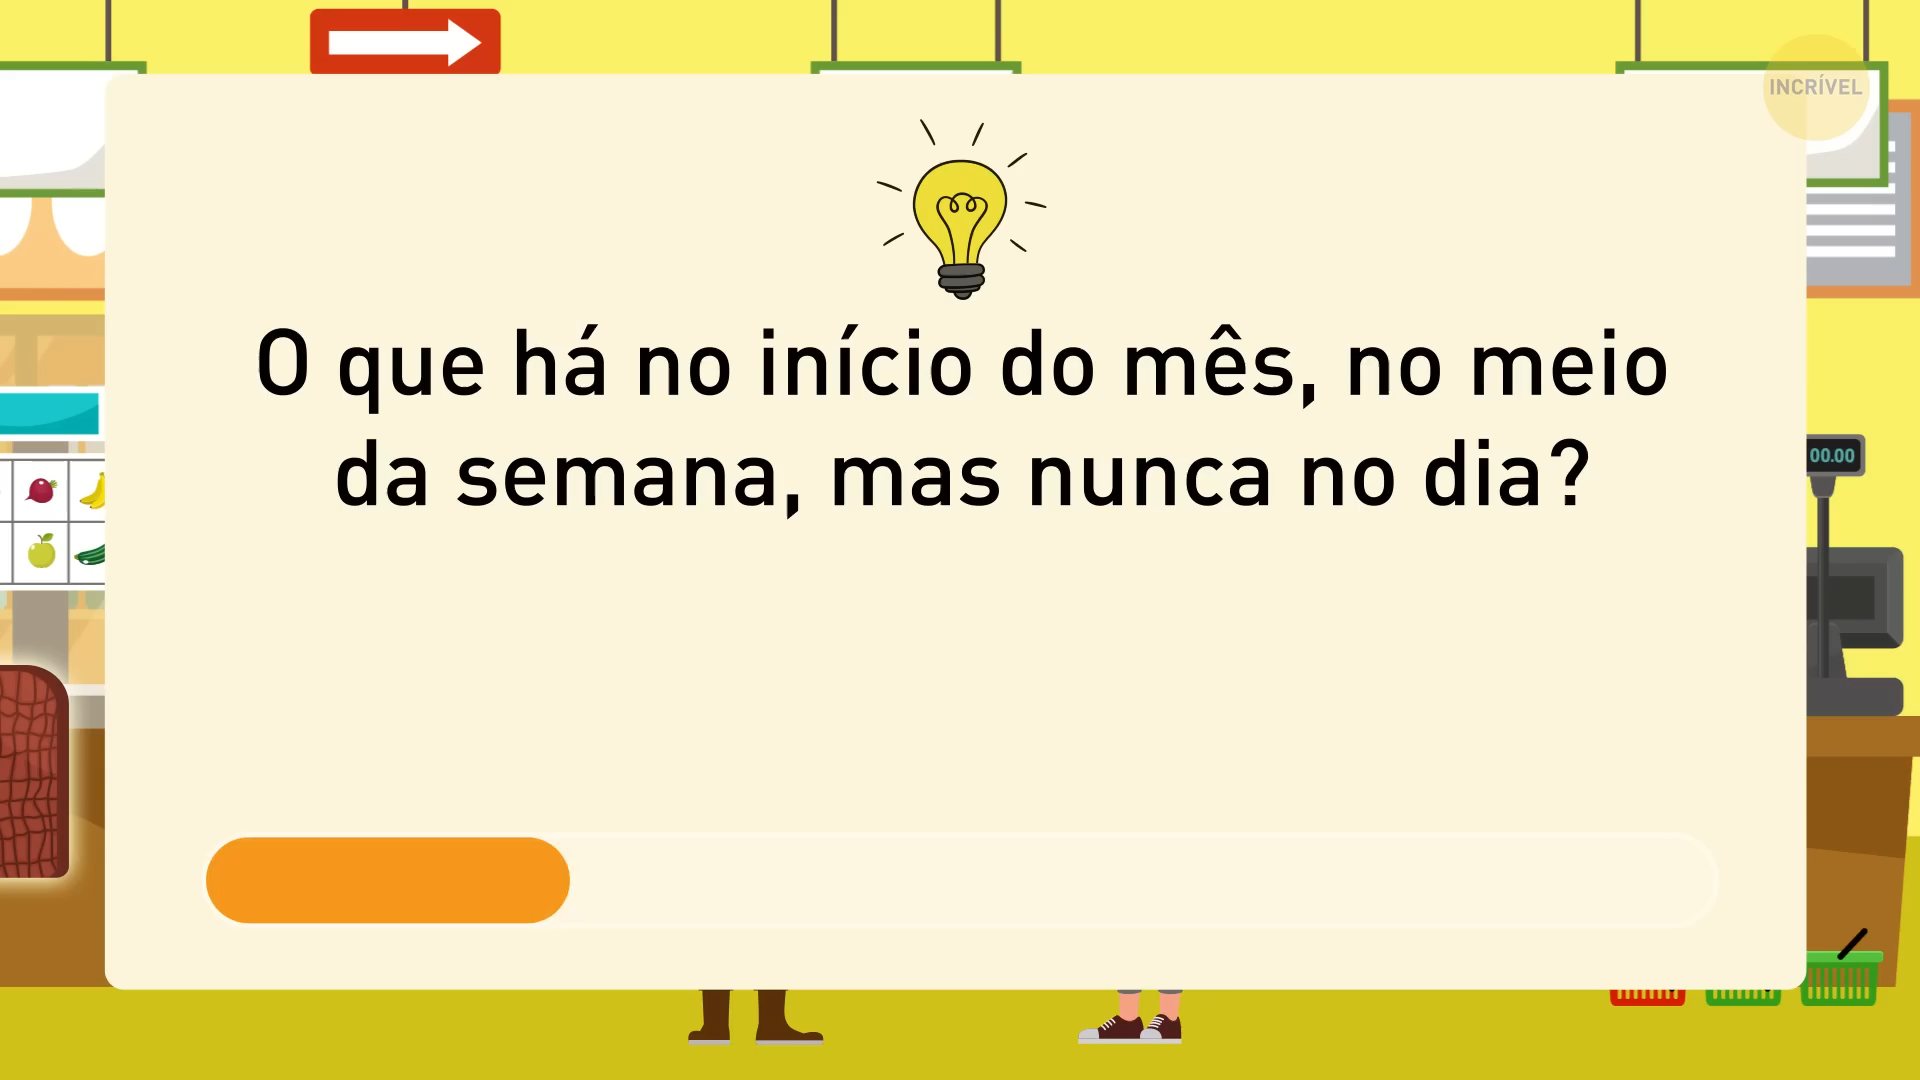 INCRÍVEL
O que há no início do mês, no meio
da semana, mas nunca no dia?
00.00